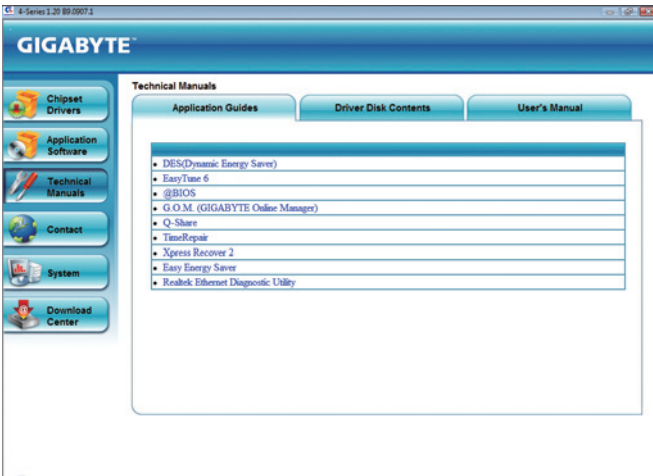 4-Series 1.20 B9.0907.1
GIGABYTE™
Technical Manuals
Application Guides
Driver Disk Contents
User's Manual
Chipset
Drivers
Application
Software
Technical
Manuals
Contact
System
Download
Center
DES(Dynamic Energy Saver)
EasyTune 6
@BIOS
G.O.M. (GIGABYTE Online Manager)
Q-Share
TimeRepair
Xpress Recover 2
Easy Energy Saver
Realtek Ethernet Diagnostic Utility